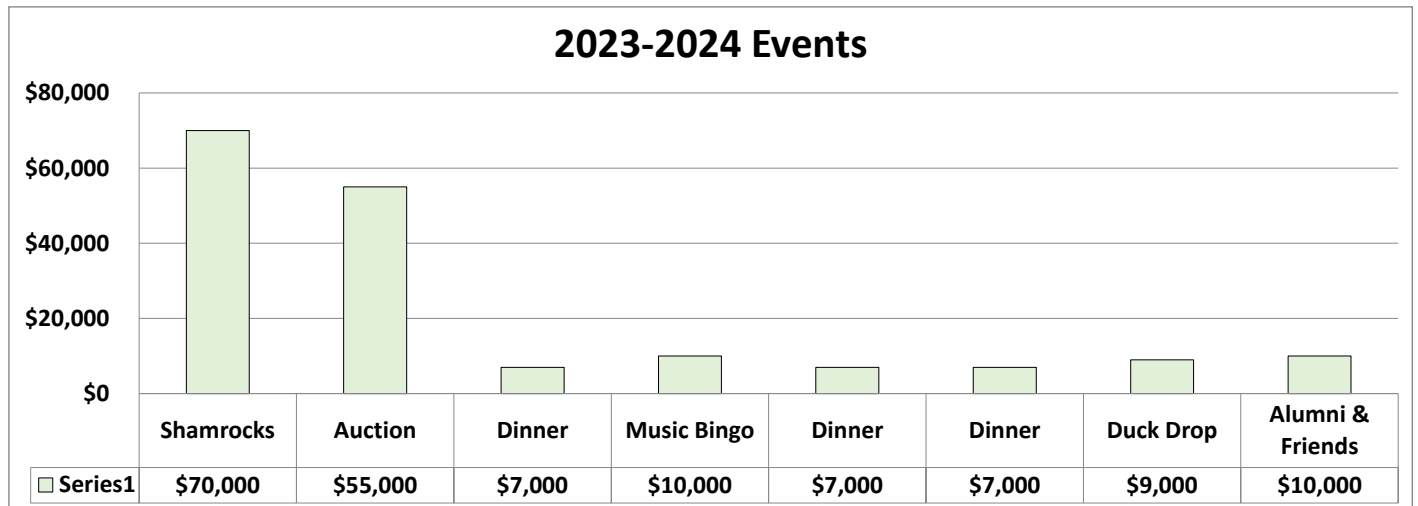 2023-2024 Events
$80,000
$60,000
$40,000
$20,000
$0
Shamrocks Auction Dinner Music Bingo Dinner Dinner Duck Drop Alumni &
Friends
Series1 $70,000 $55,000 $7,000 $10,000 $7,000 $7,000 $9,000 $10,000